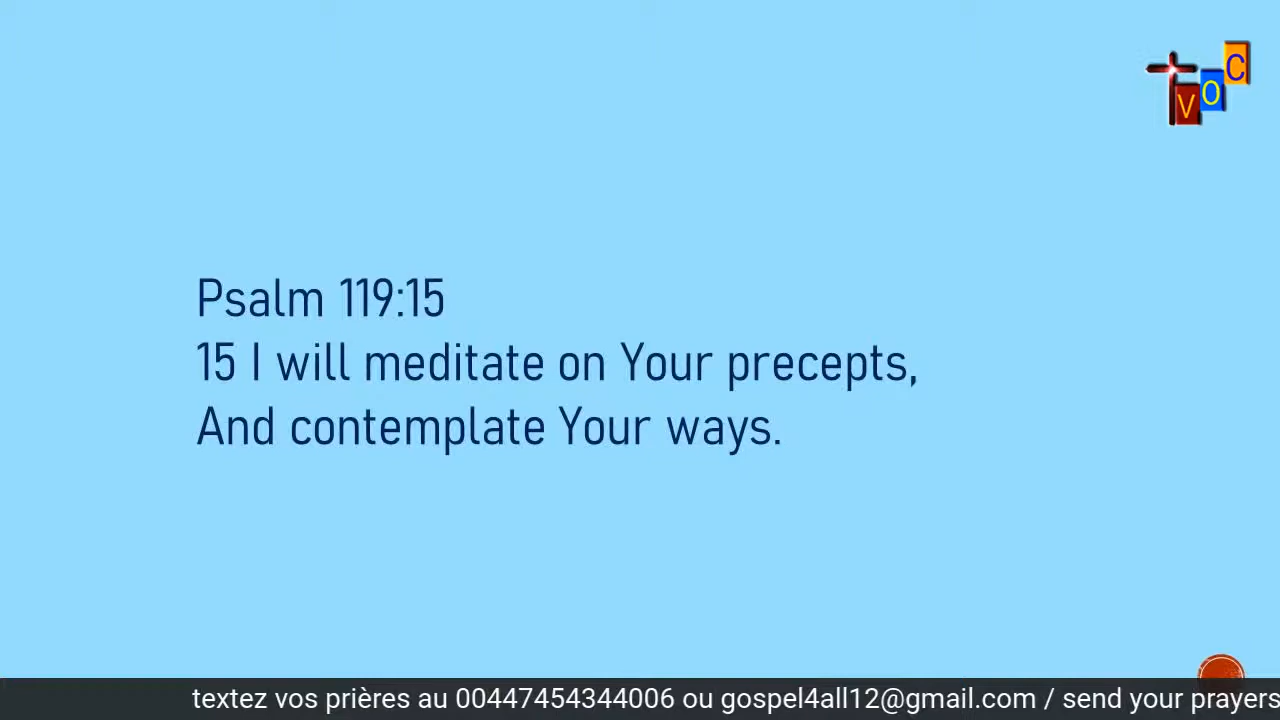 VOC
Psalm 119:15
15 I will meditate on Your precepts,
And contemplate Your ways.
textez vos prières au 00447454344006 ou gospel4all12@gmail.com / send your prayers